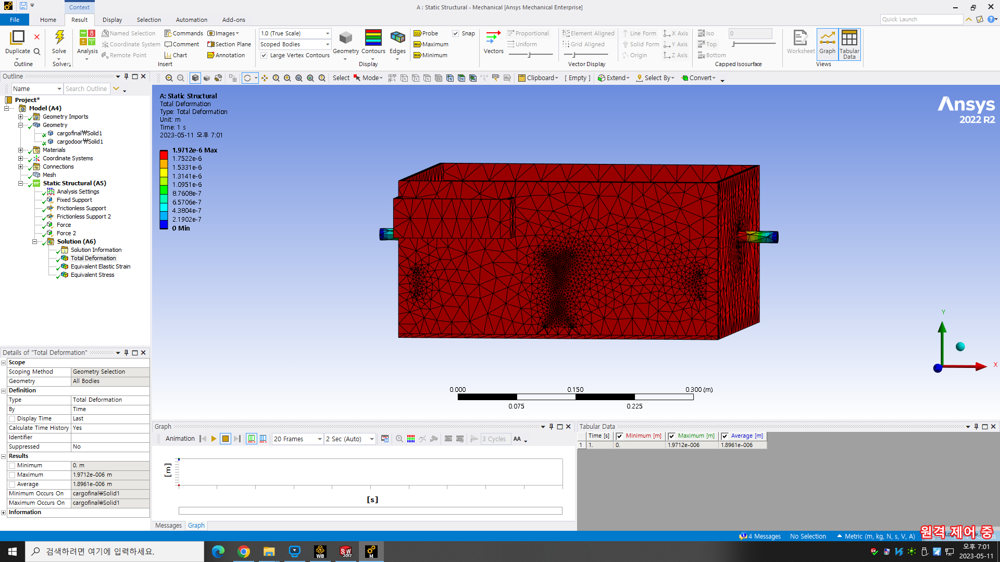 Context
A : Static Structural - Mechanical [Ansys Mechanical Enterprise]
File Home Result Display Selection Automation Add-ons
Quick Launch
Duplicate
Outline
Solve
Solver
Analysis
Named Selection
Coordinate System
Remote Point
Commands
Comment
Chart
Images
Section Plane
Annotation
Insert
1.0 (True Scale)
Scoped Bodies
Large Vertex Contours
Geometry Contours Edges
Display
Probe
Maximum
Minimum
Snap
Vectors
Proportional
Uniform
Element Aligned
Grid Aligned
Line Form
Solid Form
Origin
X Axis
Y Axis
Z Axis
Vector Display
Iso
Top
Bottom
0
Capped Isosurface
Worksheet Graph Tabular Data
Views
Outline
Name Search Outline
Select Mode Clipboard [ Empty ] Extend Select By Convert
Project*
Model (A4)
Geometry Imports
Geometry
cargofinal₩Solid1
cargodoor₩Solid1
Materials
Coordinate Systems
Connections
Mesh
Static Structural (A5)
Analysis Settings
Fixed Support
Frictionless Support
Frictionless Support 2
Force
Force 2
Solution (A6)
Solution Information
Total Deformation
Equivalent Elastic Strain
Equivalent Stress
A: Static Structural
Total Deformation
Type: Total Deformation
Unit: m
Time: 1 s
2023-05-11 오후 7:01
1.9712e-6 Max
1.7522e-6
1.5331e-6
1.3141e-6
1.0951e-6
8.7608e-7
6.5706e-7
4.3804e-7
2.1902e-7
0 Min
Ansys
2022 R2
Y
X
0.000 0.150 0.300 (m)
0.075 0.225
Details of "Total Deformation"
Scope
Scoping Method Geometry Selection
Geometry All Bodies
Definition
Type Total Deformation
By Time
Display Time Last
Calculate Time History Yes
Identifier
Suppressed No
Results
Minimum 0. m
Maximum 1.9712e-006 m
Average 1.8961e-006 m
Minimum Occurs On cargofinal₩Solid1
Maximum Occurs On cargofinal₩Solid1
Information
Graph
Animation 20 Frames 2 Sec (Auto) 3 Cycles AA
[m]
[s]
Messages Graph
Tabular Data
Time [s] Minimum [m] Maximum [m] Average [m]
1 1. 0. 1.9712e-006 1.8961e-006
4 Messages No Selection Metric (m, kg, N, s, V, A)
원격 제어 중
검색하려면 여기에 입력하세요.
WB
SW
2017
M
오후 7:01
2023-05-11